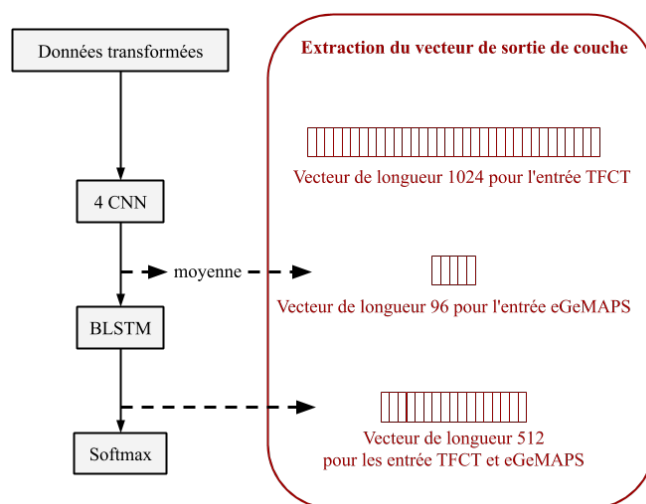 Données transformées
4 CNN
moyenne
BLSTM
Softmax
Extraction du vecteur de sortie de couche
Vecteur de longueur 1024 pour l'entrée TFCT
Vecteur de longueur 96 pour l'entrée eGeMAPS
Vecteur de longueur 512
pour les entrée TFCT et eGeMAPS